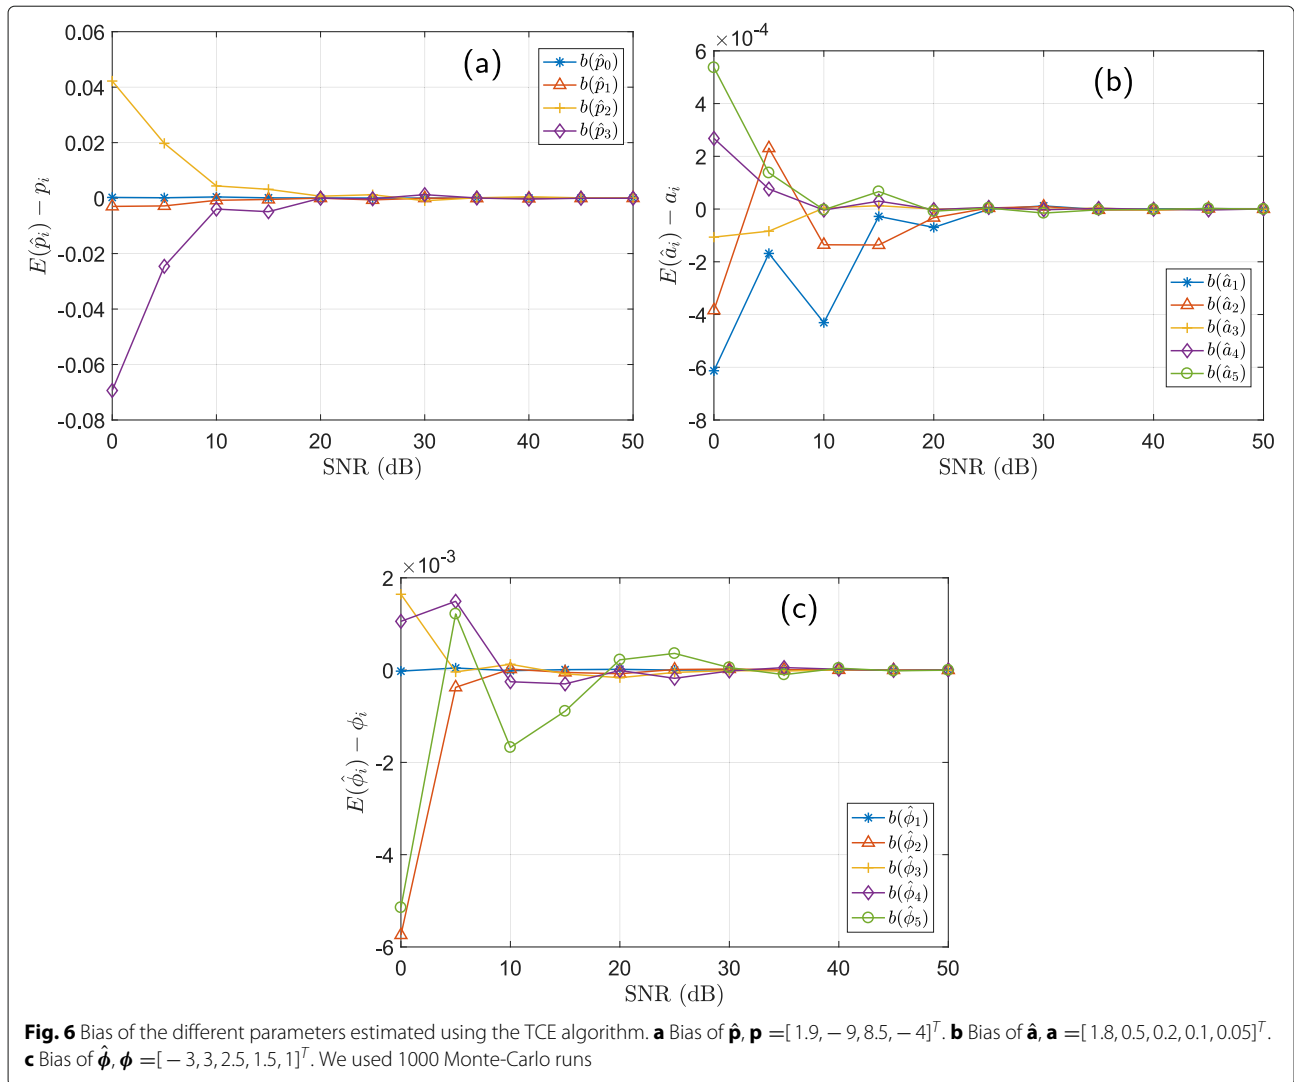 (a)
0.06
0.04
0.02
0
-0.02
-0.04
-0.06
-0.08
E(p̂ᵢ) − pᵢ
0 10 20 30 40 50
SNR (dB)
b(p̂₀)
b(p̂₁)
b(p̂₂)
b(p̂₃)
×10⁻⁴
(b)
6
4
2
0
-2
-4
-6
-8
E(âᵢ) − aᵢ
0 10 20 30 40 50
SNR (dB)
b(â₁)
b(â₂)
b(â₃)
b(â₄)
b(â₅)
×10⁻³
(c)
2
0
-2
-4
-6
E(ϕ̂ᵢ) − ϕᵢ
0 10 20 30 40 50
SNR (dB)
b(ϕ̂₁)
b(ϕ̂₂)
b(ϕ̂₃)
b(ϕ̂₄)
b(ϕ̂₅)
Fig. 6 Bias of the different parameters estimated using the TCE algorithm. a Bias of p̂, p =[ 1.9, − 9, 8.5, − 4]ᵀ. b Bias of â, a =[ 1.8, 0.5, 0.2, 0.1, 0.05]ᵀ.
c Bias of ϕ̂, ϕ =[ − 3, 3, 2.5, 1.5, 1]ᵀ. We used 1000 Monte-Carlo runs